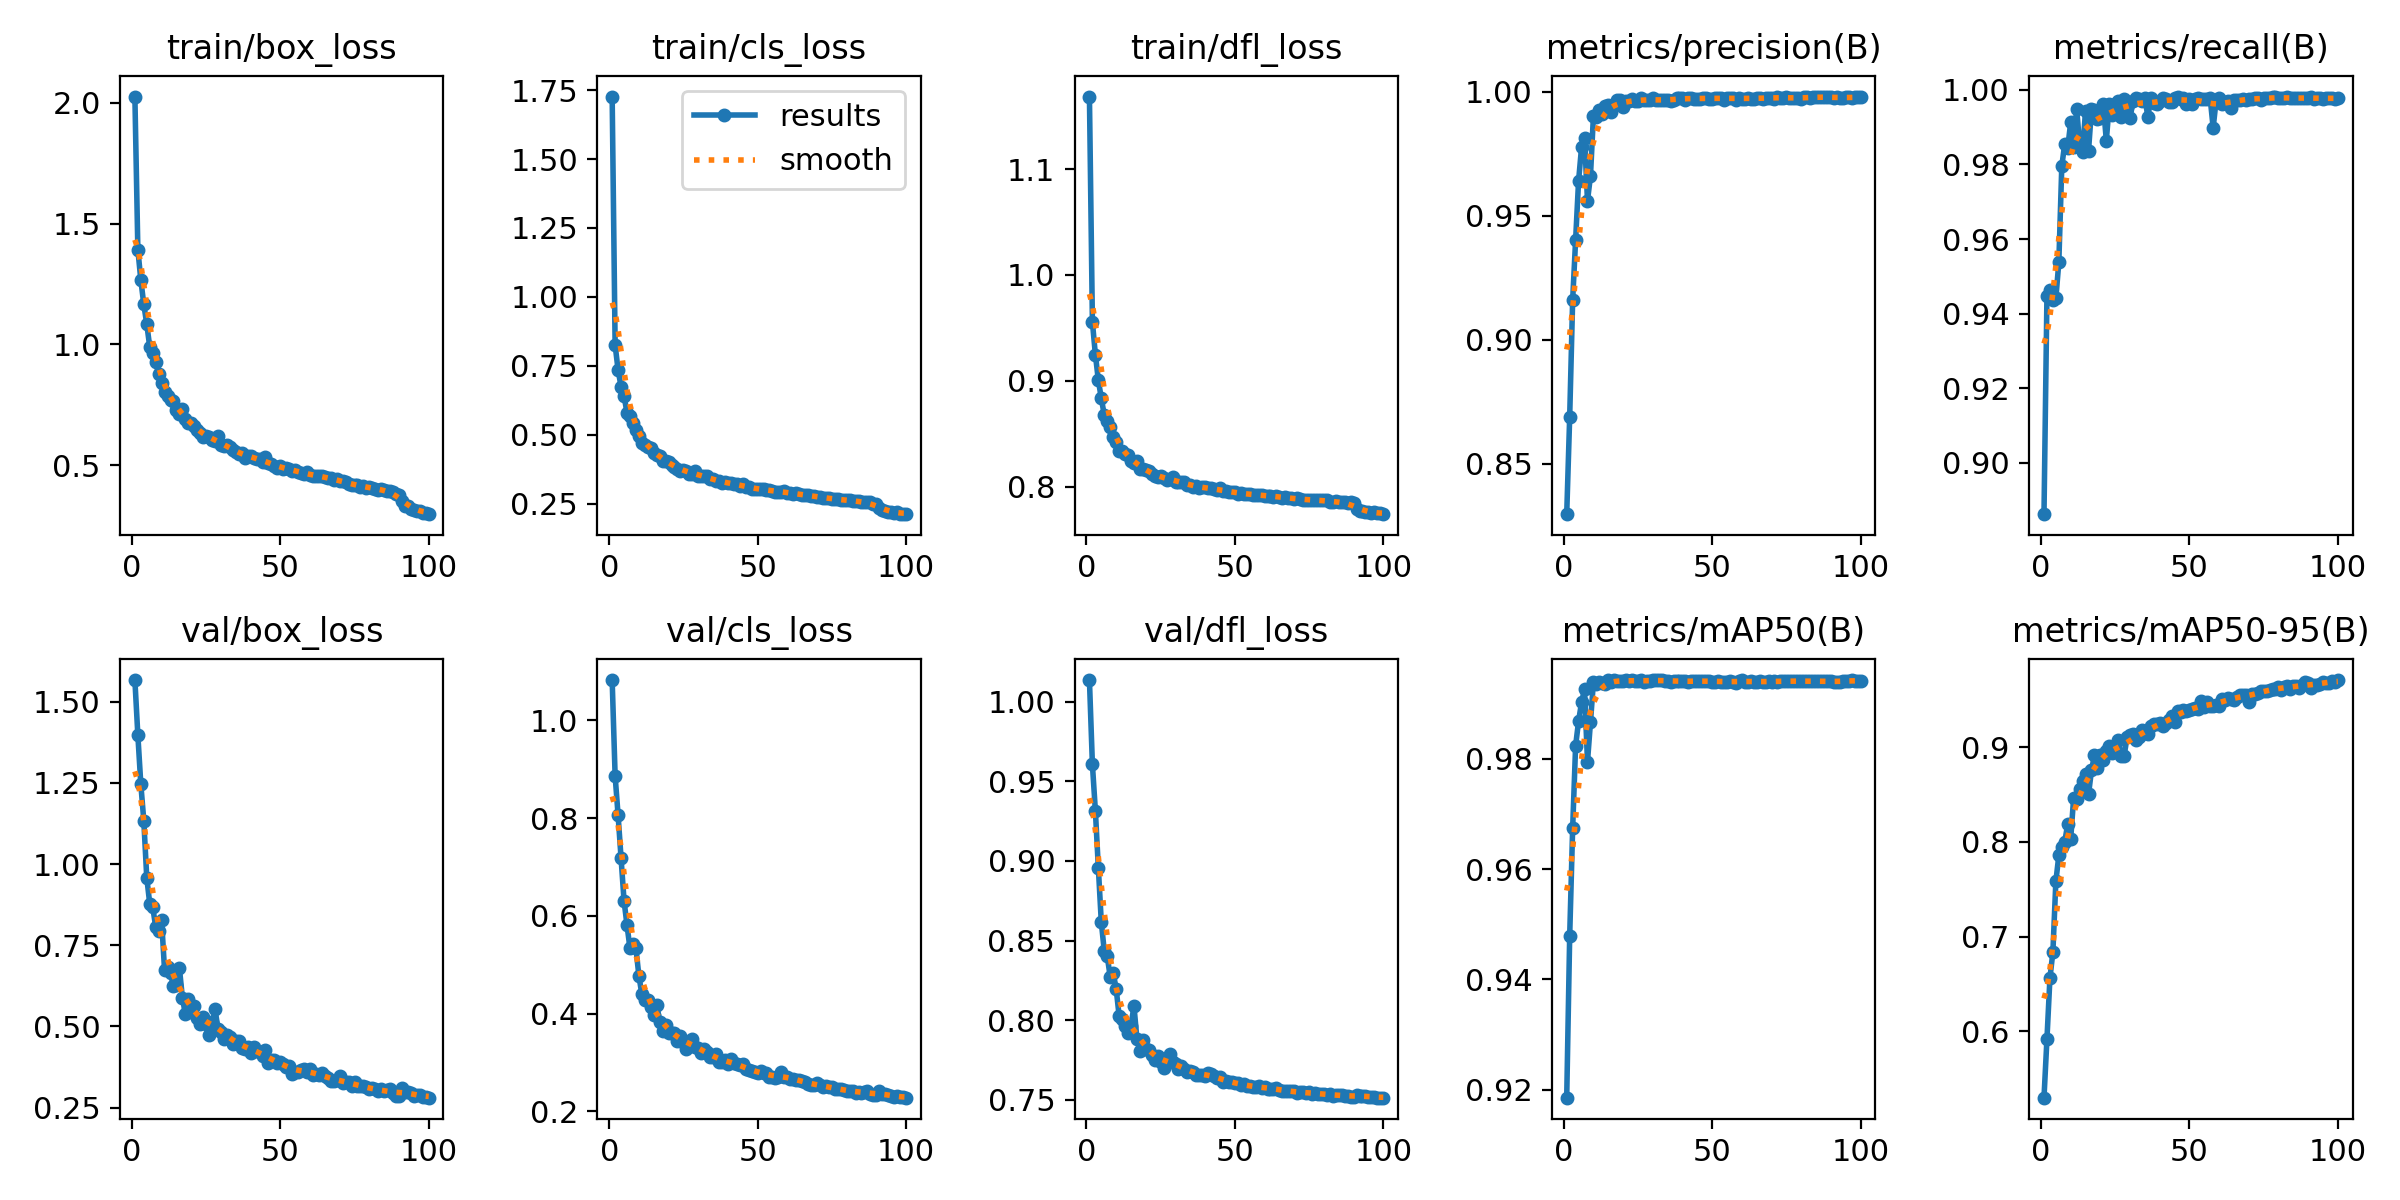 train/box_loss
2.0
1.5
1.0
0.5
0 50 100
train/cls_loss
results
smooth
1.75
1.50
1.25
1.00
0.75
0.50
0.25
0 50 100
train/dfl_loss
1.1
1.0
0.9
0.8
0 50 100
metrics/precision(B)
1.00
0.95
0.90
0.85
0 50 100
metrics/recall(B)
1.00
0.98
0.96
0.94
0.92
0.90
0 50 100
val/box_loss
1.50
1.25
1.00
0.75
0.50
0.25
0 50 100
val/cls_loss
1.0
0.8
0.6
0.4
0.2
0 50 100
val/dfl_loss
1.00
0.95
0.90
0.85
0.80
0.75
0 50 100
metrics/mAP50(B)
0.98
0.96
0.94
0.92
0 50 100
metrics/mAP50-95(B)
0.9
0.8
0.7
0.6
0 50 100